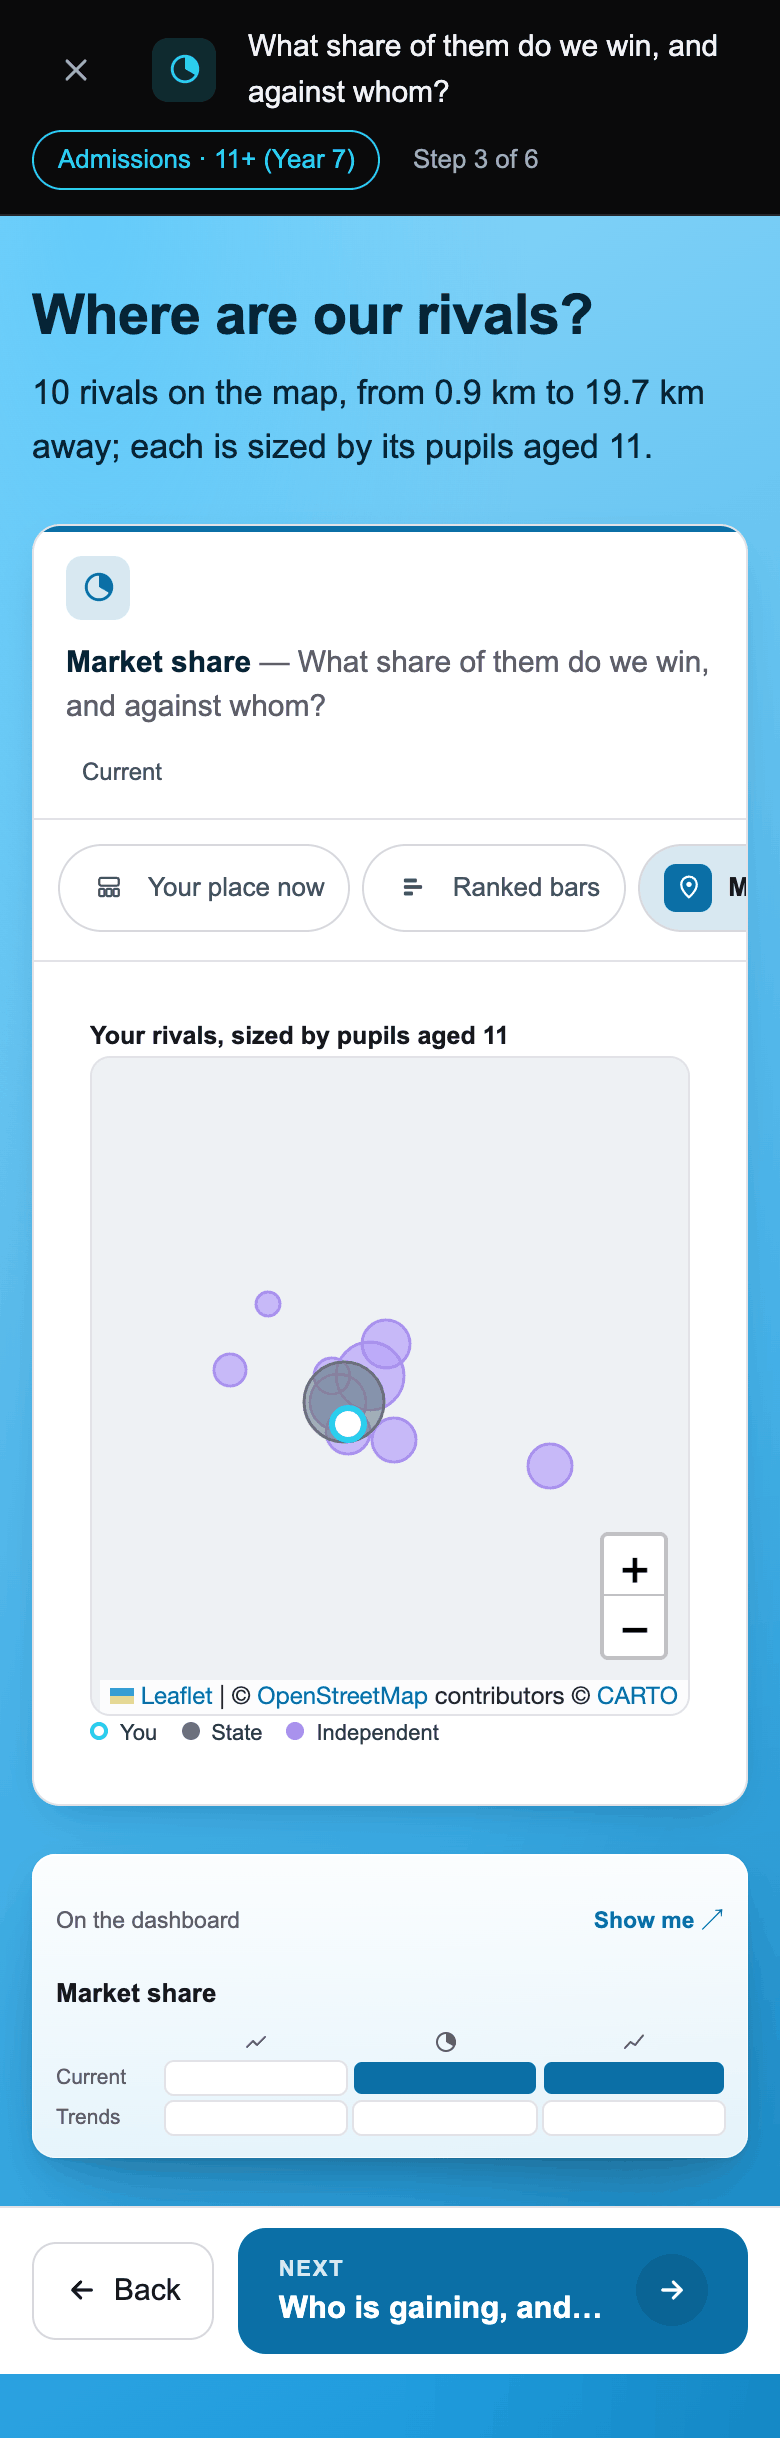 What share of them do we win, and
against whom?
Admissions · 11+ (Year 7)
Step 3 of 6
Where are our rivals?
10 rivals on the map, from 0.9 km to 19.7 km
away; each is sized by its pupils aged 11.
Market share — What share of them do we win,
and against whom?
Current
Your place now
Ranked bars
M
Your rivals, sized by pupils aged 11
+
−
Leaflet | © OpenStreetMap contributors © CARTO
You
State
Independent
On the dashboard
Show me
Market share
Current
Trends
Back
NEXT
Who is gaining, and...